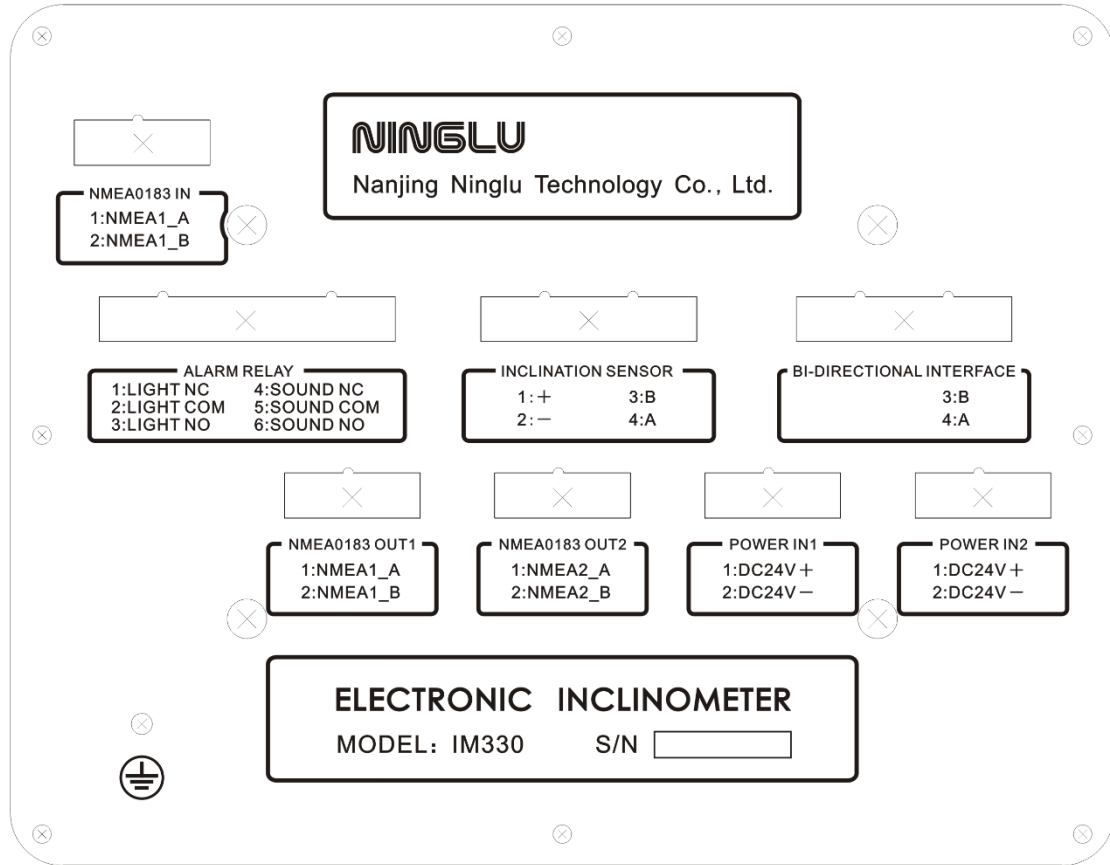 NINGLU
Nanjing Ninglu Technology Co., Ltd.
NMEA0183 IN
1:NMEA1_A
2:NMEA1_B
ALARM RELAY
1:LIGHT NC 4:SOUND NC
2:LIGHT COM 5:SOUND COM
3:LIGHT NO 6:SOUND NO
INCLINATION SENSOR
1:+ 3:B
2:− 4:A
BI-DIRECTIONAL INTERFACE
3:B
4:A
NMEA0183 OUT1
1:NMEA1_A
2:NMEA1_B
NMEA0183 OUT2
1:NMEA2_A
2:NMEA2_B
POWER IN1
1:DC24V+
2:DC24V−
POWER IN2
1:DC24V+
2:DC24V−
ELECTRONIC INCLINOMETER
MODEL: IM330 S/N